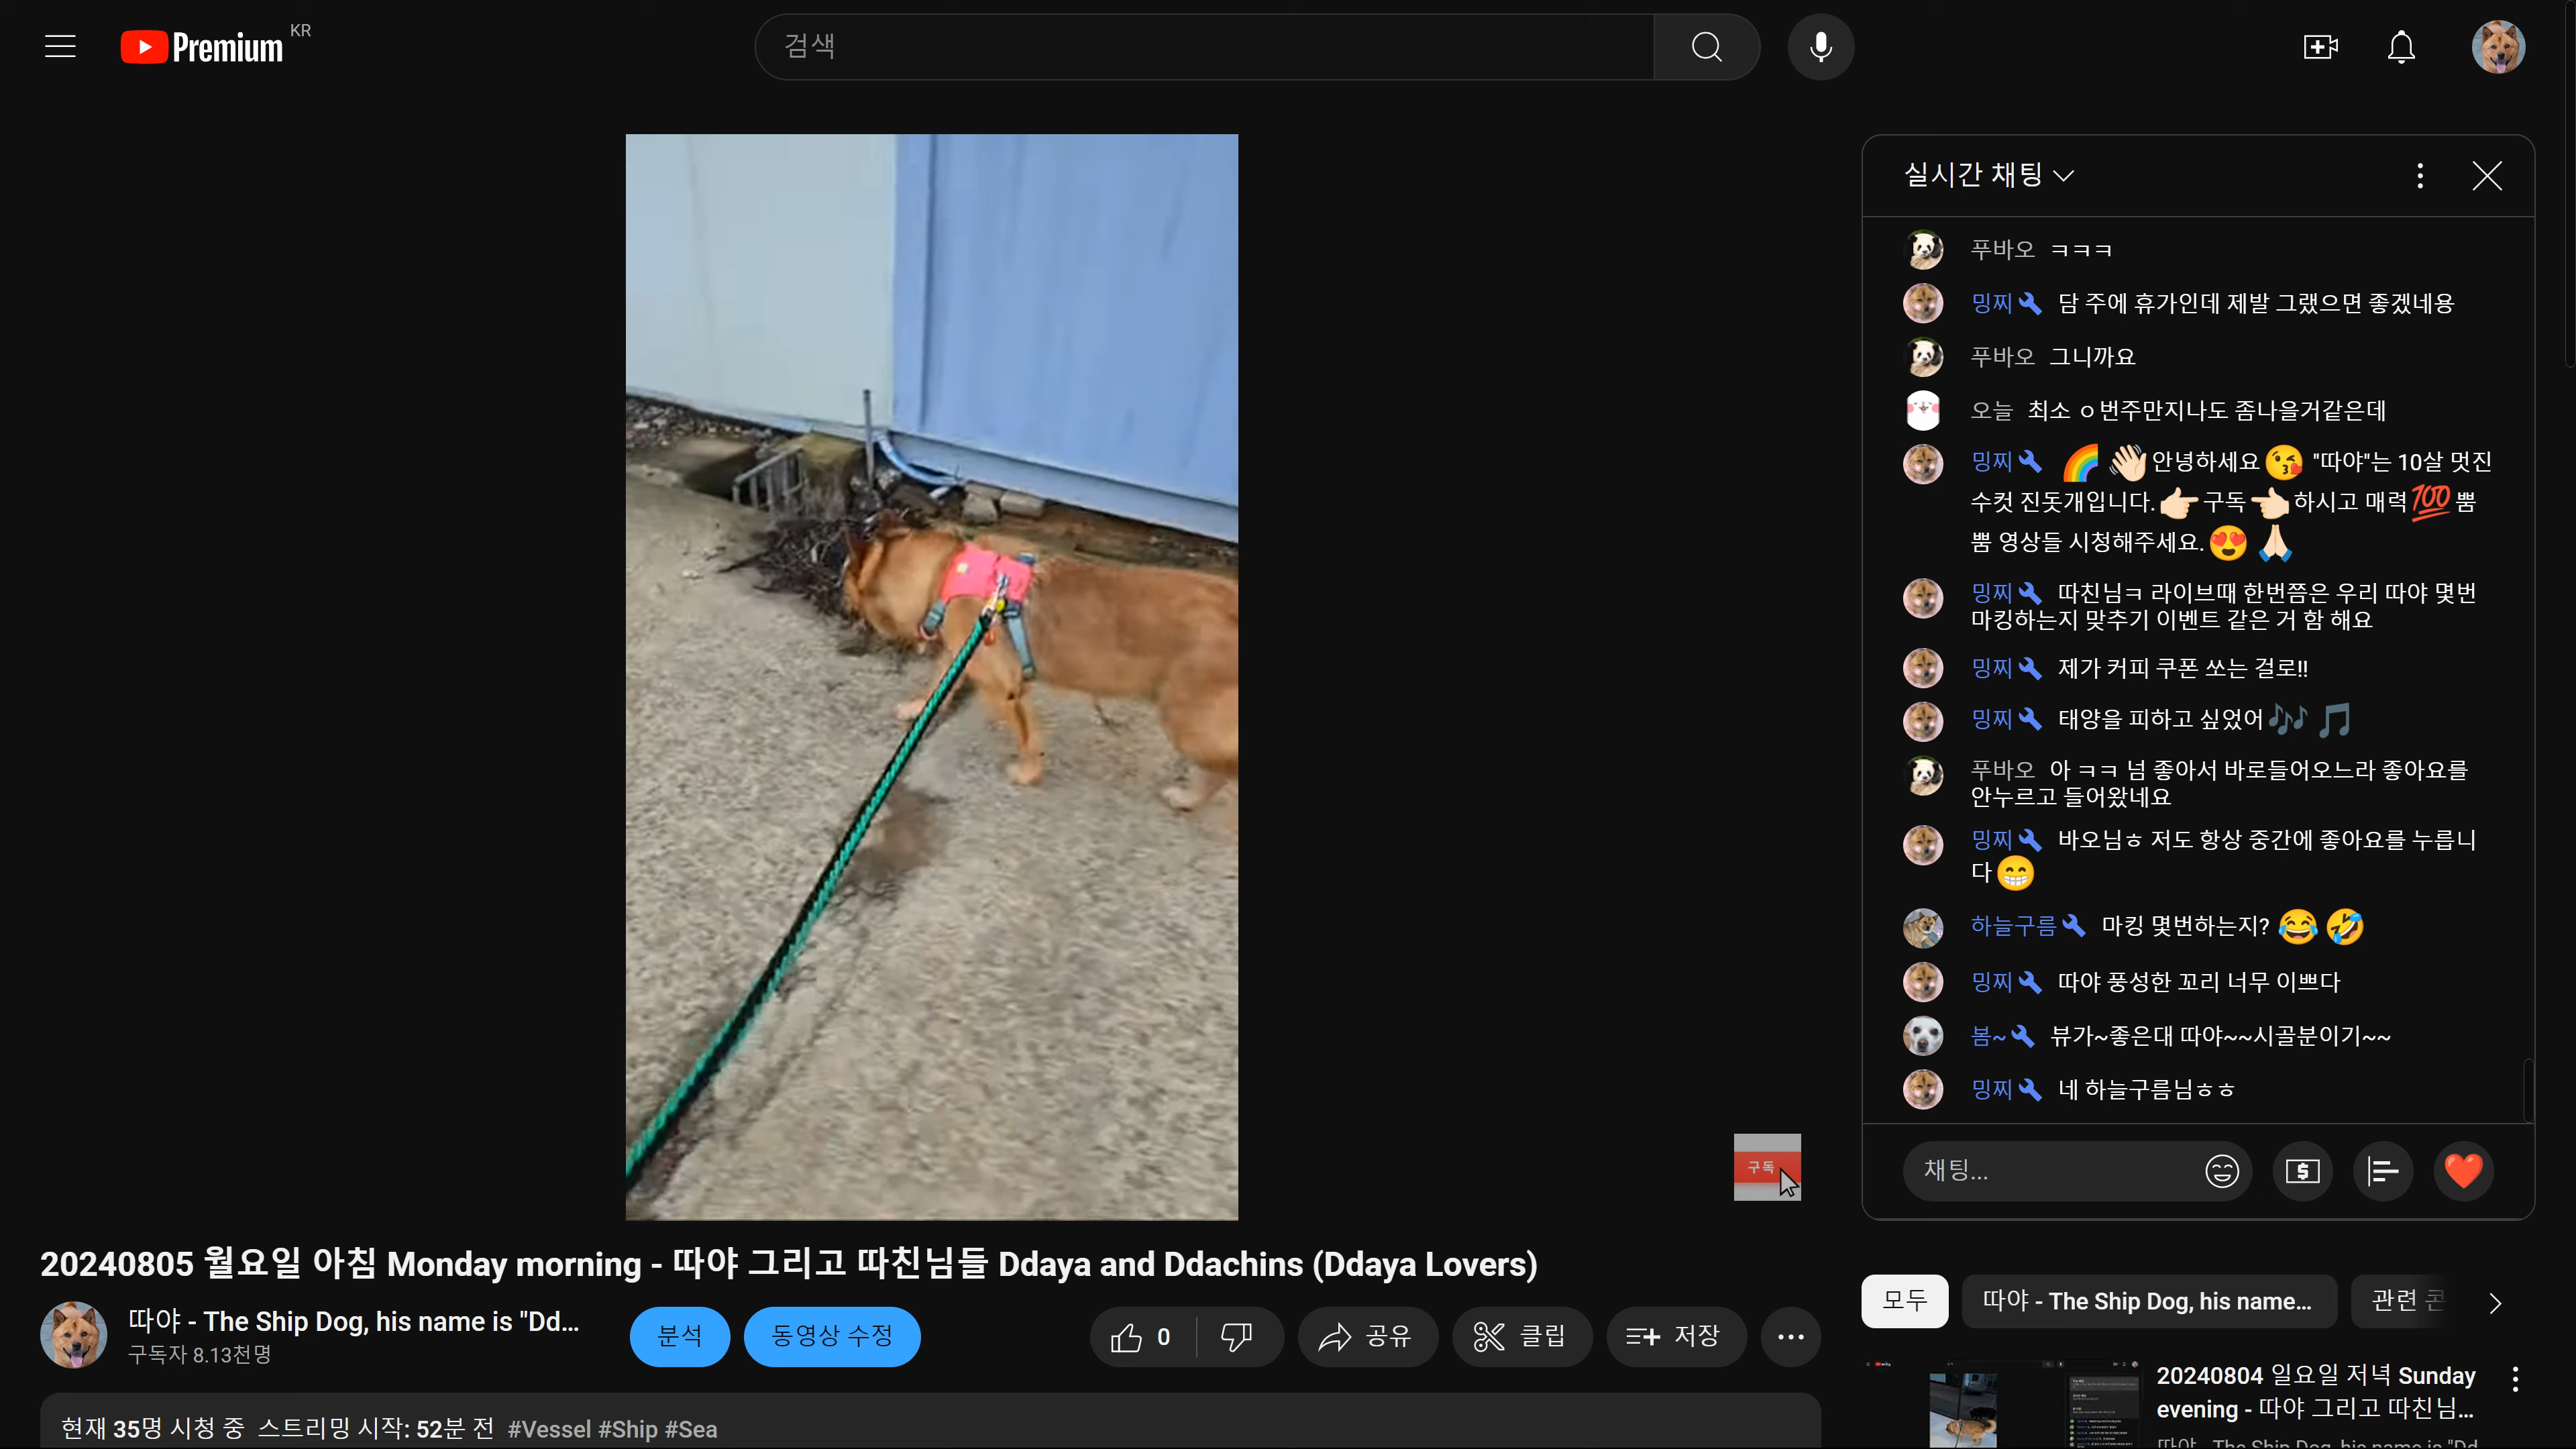 Premium KR
검색
실시간 채팅
푸바오 ㅋㅋㅋ
밍찌 담 주에 휴가인데 제발 그랬으면 좋겠네용
푸바오 그니까요
오늘 최소 ㅇ번주만지나도 좀나을거같은데
밍찌 🌈 👋🏻안녕하세요😘 "따야"는 10살 멋진
수컷 진돗개입니다.👉🏻구독👈🏻하시고 매력💯뿜
뿜 영상들 시청해주세요.😍🙏🏻
밍찌 따친님ㅋ 라이브때 한번쯤은 우리 따야 몇번
마킹하는지 맞추기 이벤트 같은 거 함 해요
밍찌 제가 커피 쿠폰 쏘는 걸로!!
밍찌 태양을 피하고 싶었어🎶🎵
푸바오 아 ㅋㅋ 넘 좋아서 바로들어오느라 좋아요를
안누르고 들어왔네요
밍찌 바오님ㅎ 저도 항상 중간에 좋아요를 누릅니
다😁
하늘구름 마킹 몇번하는지? 😂🤣
밍찌 따야 풍성한 꼬리 너무 이쁘다
봄~ 뷰가~좋은대 따야~~시골분이기~~
밍찌 네 하늘구름님ㅎㅎ
채팅...
구독
20240805 월요일 아침 Monday morning - 따야 그리고 따친님들 Ddaya and Ddachins (Ddaya Lovers)
따야 - The Ship Dog, his name is "Dd...
구독자 8.13천명
분석 동영상 수정 0 공유 클립 저장
현재 35명 시청 중 스트리밍 시작: 52분 전 #Vessel #Ship #Sea
모두 따야 - The Ship Dog, his name... 관련 콘
20240804 일요일 저녁 Sunday
evening - 따야 그리고 따친님...
따야 - The Ship Dog, his name is "Dd